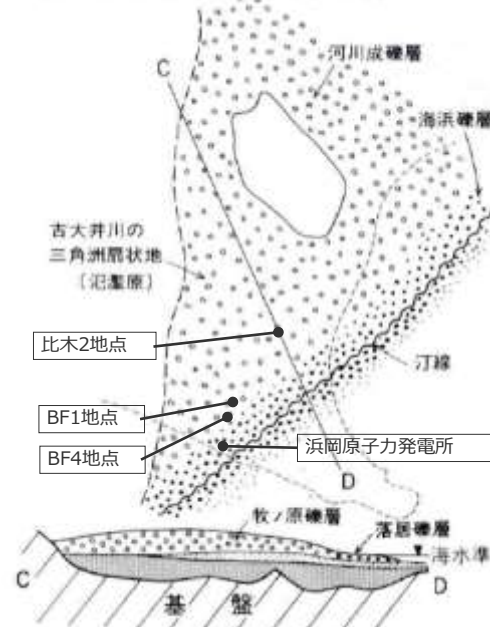 C
河川成礫層
海浜礫層
古大井川の
三角洲扇状地
(氾濫原)
比木2地点
汀線
BF1地点
BF4地点
浜岡原子力発電所
D
牧ノ原礫層
落居礫層
海水準
C
D
基盤